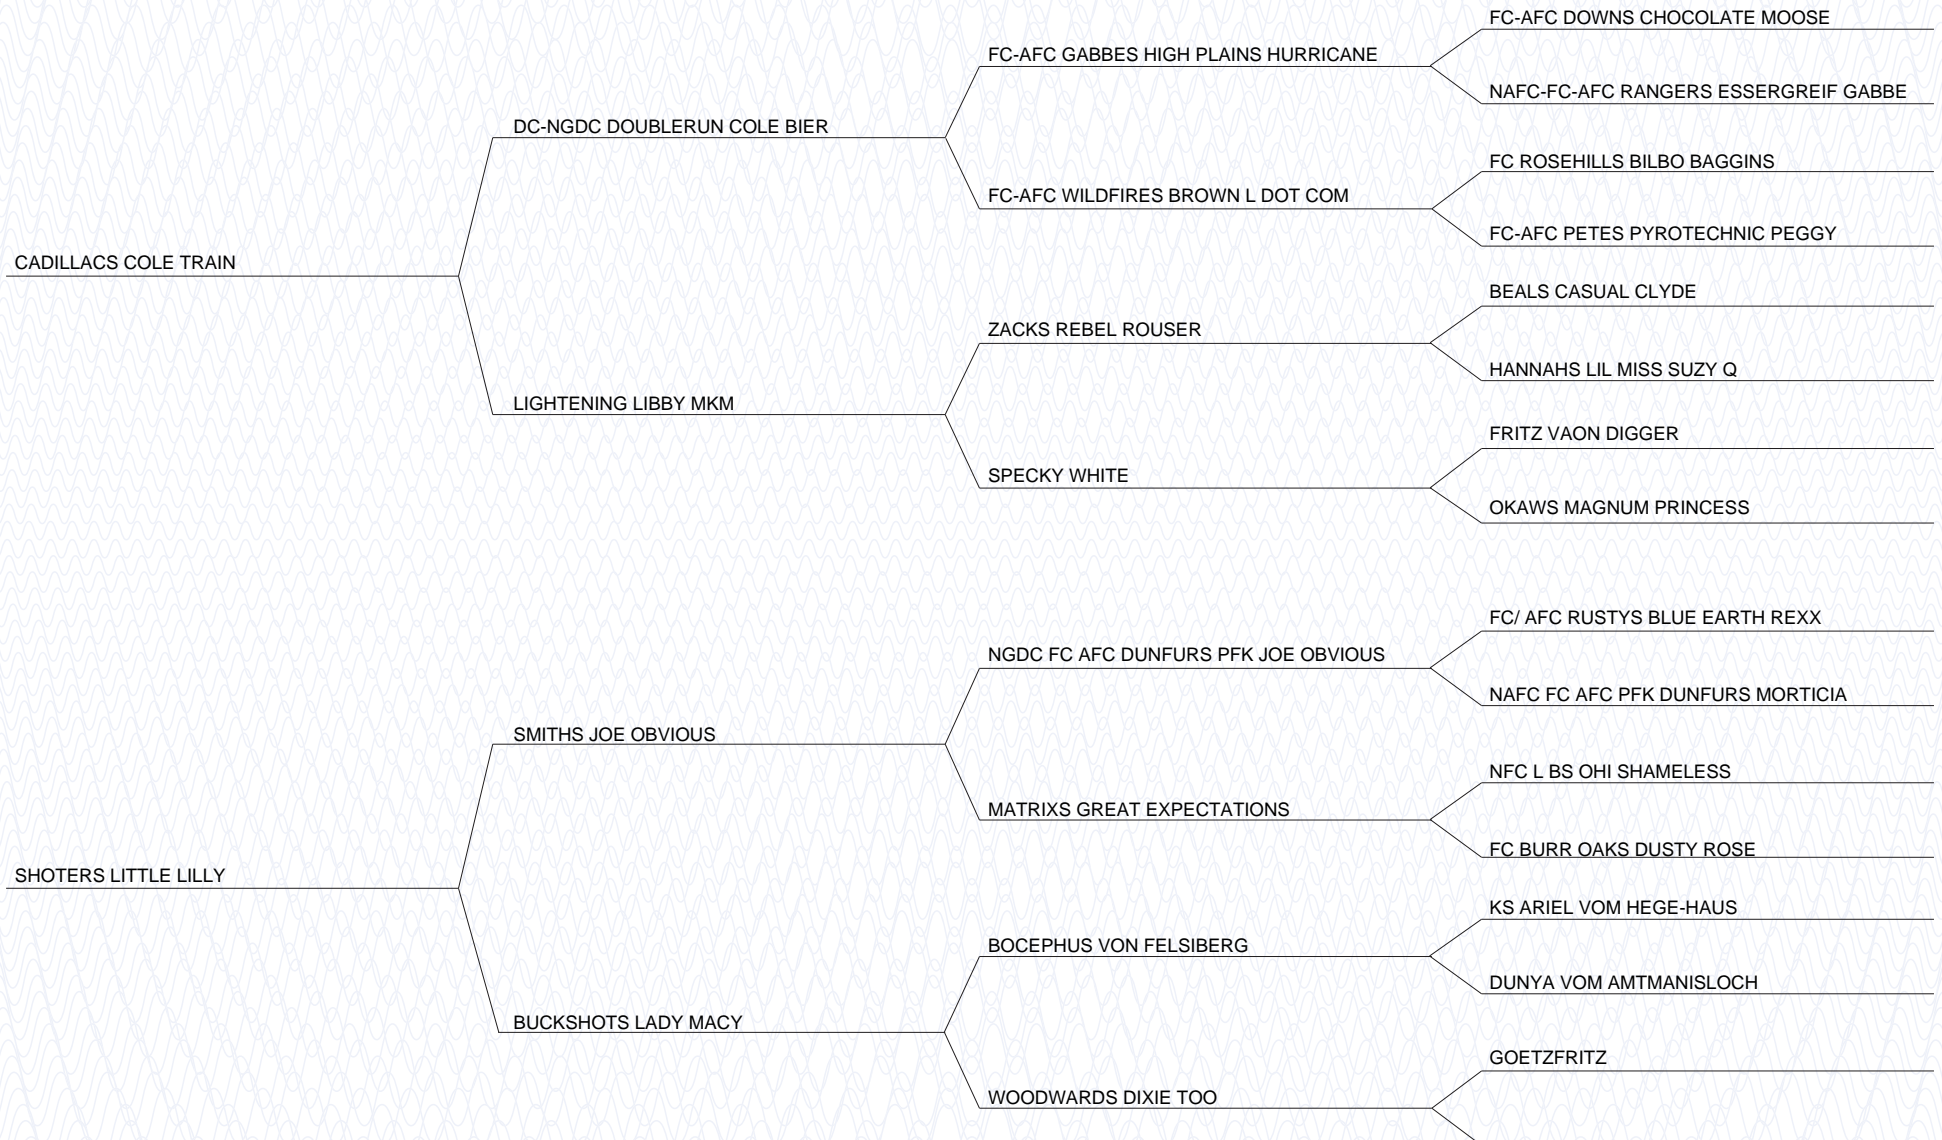 FC-AFC DOWNS CHOCOLATE MOOSE
FC-AFC GABBES HIGH PLAINS HURRICANE
NAFC-FC-AFC RANGERS ESSERGREIF GABBE
DC-NGDC DOUBLERUN COLE BIER
FC ROSEHILLS BILBO BAGGINS
FC-AFC WILDFIRES BROWN L DOT COM
FC-AFC PETES PYROTECHNIC PEGGY
CADILLACS COLE TRAIN
BEALS CASUAL CLYDE
ZACKS REBEL ROUSER
HANNAHS LIL MISS SUZY Q
LIGHTENING LIBBY MKM
FRITZ VAON DIGGER
SPECKY WHITE
OKAWS MAGNUM PRINCESS
FC/ AFC RUSTYS BLUE EARTH REXX
NGDC FC AFC DUNFURS PFK JOE OBVIOUS
NAFC FC AFC PFK DUNFURS MORTICIA
SMITHS JOE OBVIOUS
NFC L BS OHI SHAMELESS
MATRIXS GREAT EXPECTATIONS
FC BURR OAKS DUSTY ROSE
SHOTERS LITTLE LILLY
KS ARIEL VOM HEGE-HAUS
BOCEPHUS VON FELSIBERG
DUNYA VOM AMTMANISLOCH
BUCKSHOTS LADY MACY
GOETZFRITZ
WOODWARDS DIXIE TOO